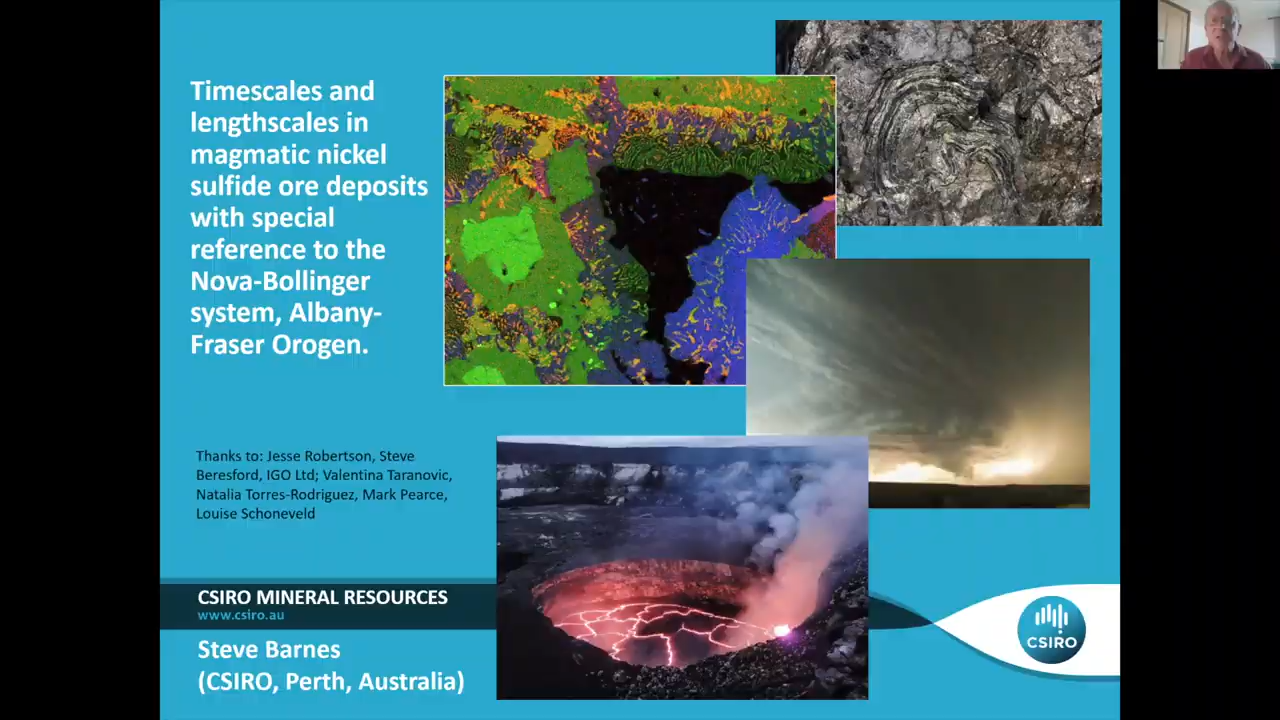 Timescales and
lengthscales in
magmatic nickel
sulfide ore deposits
with special
reference to the
Nova-Bollinger
system, Albany-
Fraser Orogen.
Thanks to: Jesse Robertson, Steve
Beresford, IGO Ltd; Valentina Taranovic,
Natalia Torres-Rodriguez, Mark Pearce,
Louise Schoneveld
CSIRO MINERAL RESOURCES
www.csiro.au
Steve Barnes
(CSIRO, Perth, Australia)
CSIRO